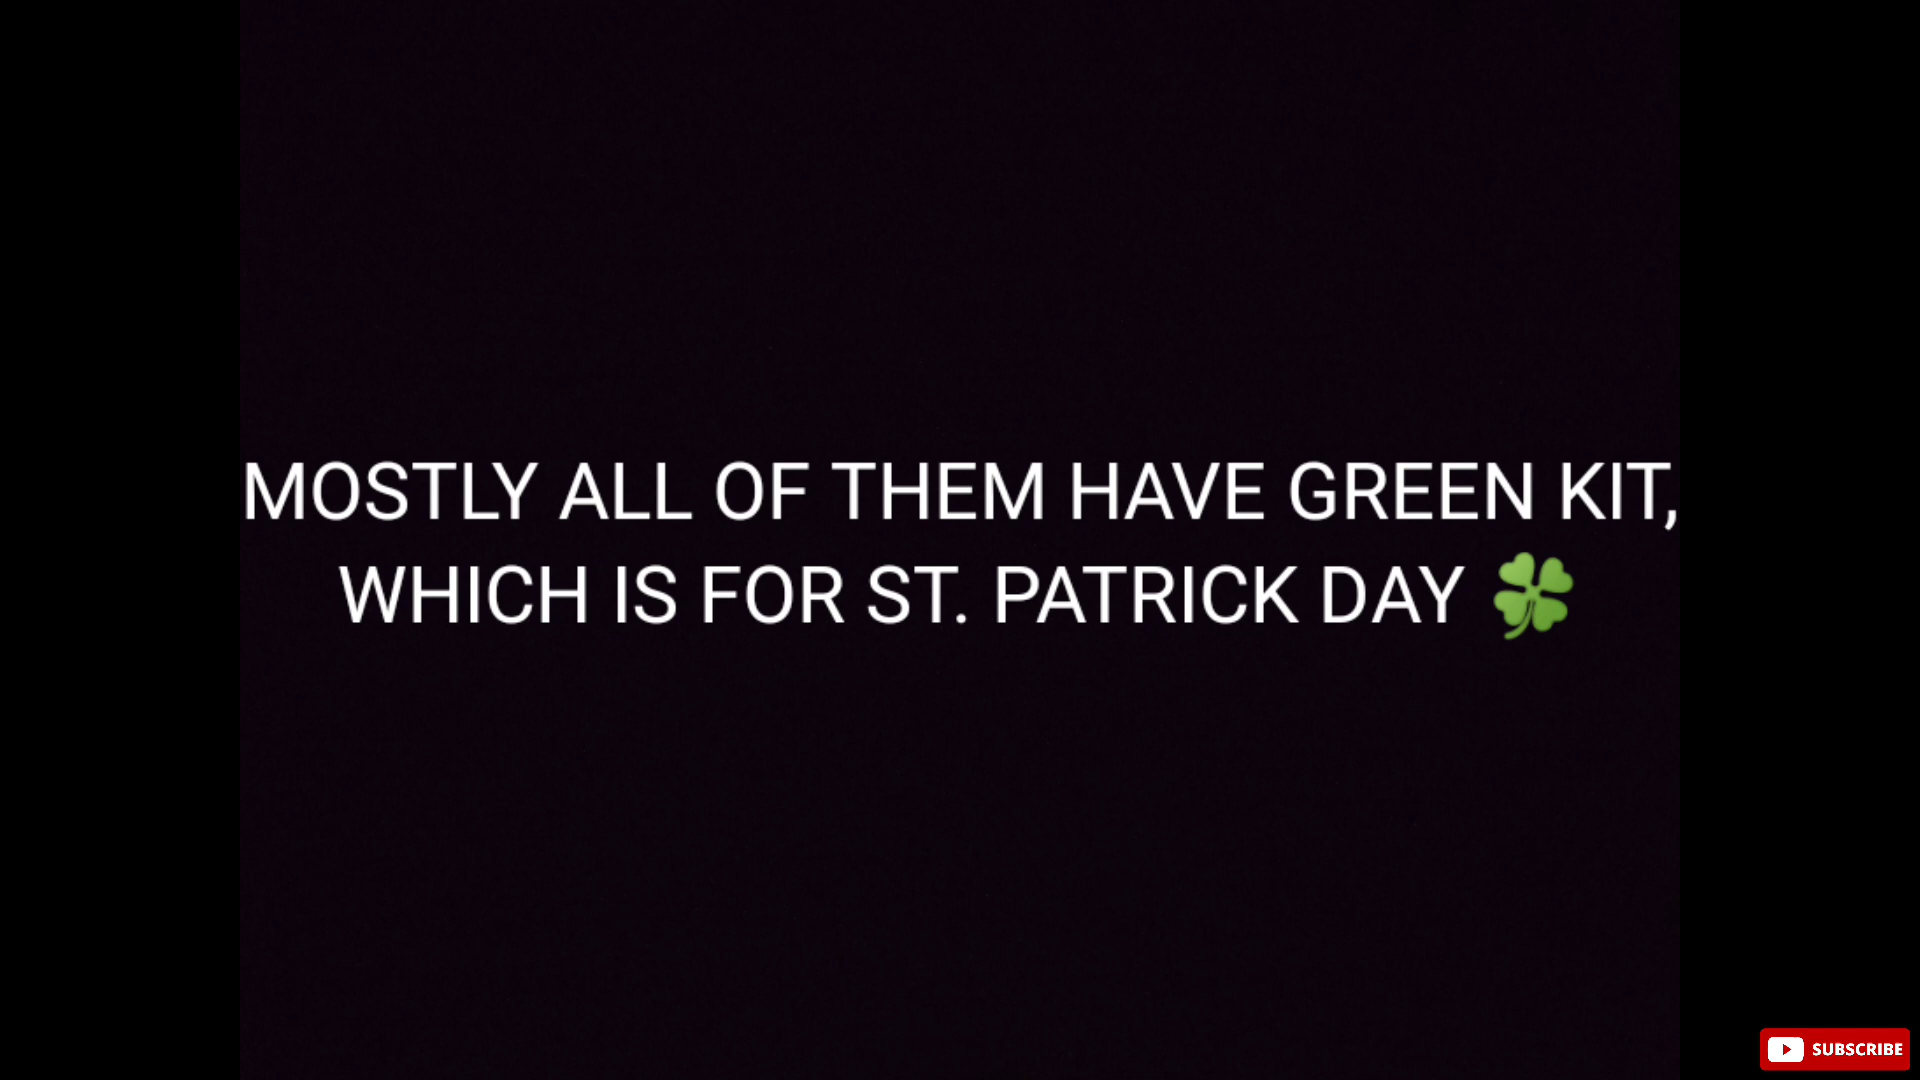 MOSTLY ALL OF THEM HAVE GREEN KIT,
WHICH IS FOR ST. PATRICK DAY 🍀
SUBSCRIBE